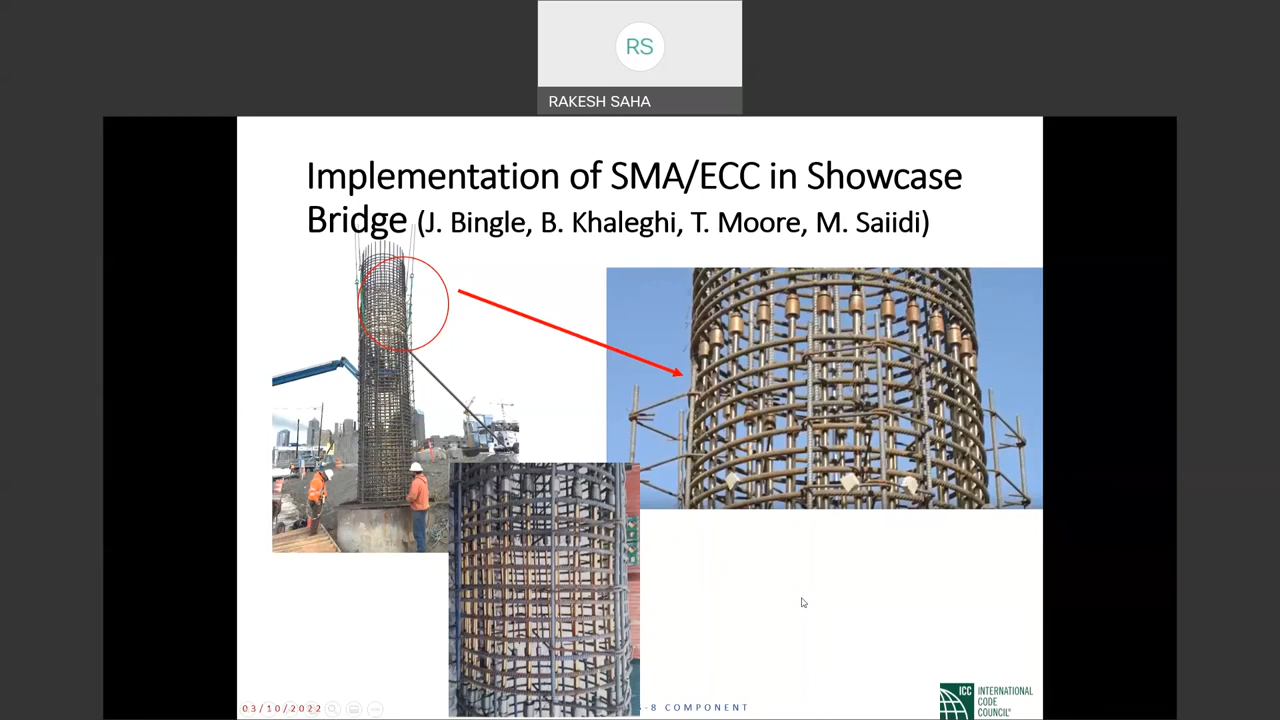 RS
RAKESH SAHA
Implementation of SMA/ECC in Showcase
Bridge (J. Bingle, B. Khaleghi, T. Moore, M. Saiidi)
03/10/2022
-8 COMPONENT
ICC
INTERNATIONAL
CODE
COUNCIL